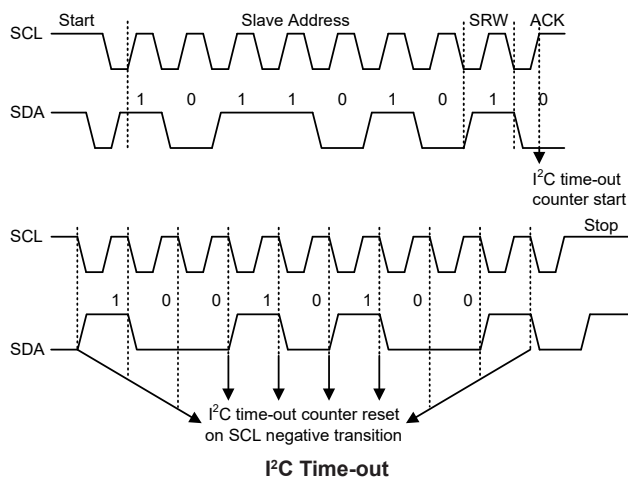 Start Slave Address SRW ACK
SCL
1 0 1 1 0 1 0 1 0
SDA
I²C time-out
counter start
Stop
SCL
1 0 0 1 0 1 0 0
SDA
I²C time-out counter reset
on SCL negative transition
I²C Time-out